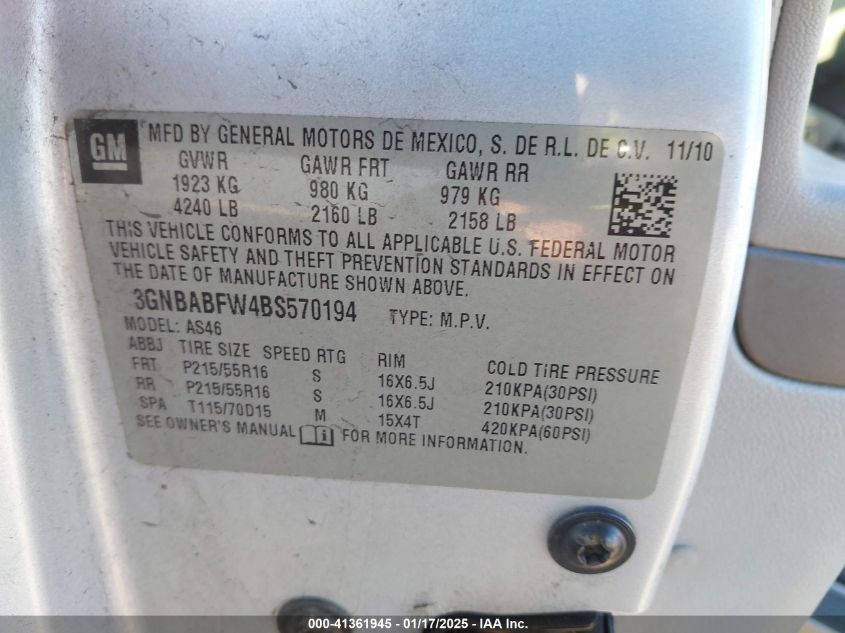 GM MFD BY GENERAL MOTORS DE MEXICO, S. DE R.L. DE C.V. 11/10
GVWR GAWR FRT GAWR RR
1923 KG 980 KG 979 KG
4240 LB 2160 LB 2158 LB
THIS VEHICLE CONFORMS TO ALL APPLICABLE U.S. FEDERAL MOTOR
VEHICLE SAFETY AND THEFT PREVENTION STANDARDS IN EFFECT ON
THE DATE OF MANUFACTURE SHOWN ABOVE.
3GNBABFW4BS570194 TYPE: M.P.V.
MODEL: AS46
ABBJ TIRE SIZE SPEED RTG RIM COLD TIRE PRESSURE
FRT P215/55R16 S 16X6.5J 210KPA(30PSI)
RR P215/55R16 S 16X6.5J 210KPA(30PSI)
SPA T115/70D15 M 15X4T 420KPA(60PSI)
SEE OWNER'S MANUAL i FOR MORE INFORMATION.
000-41361945 - 01/17/2025 - IAA Inc.